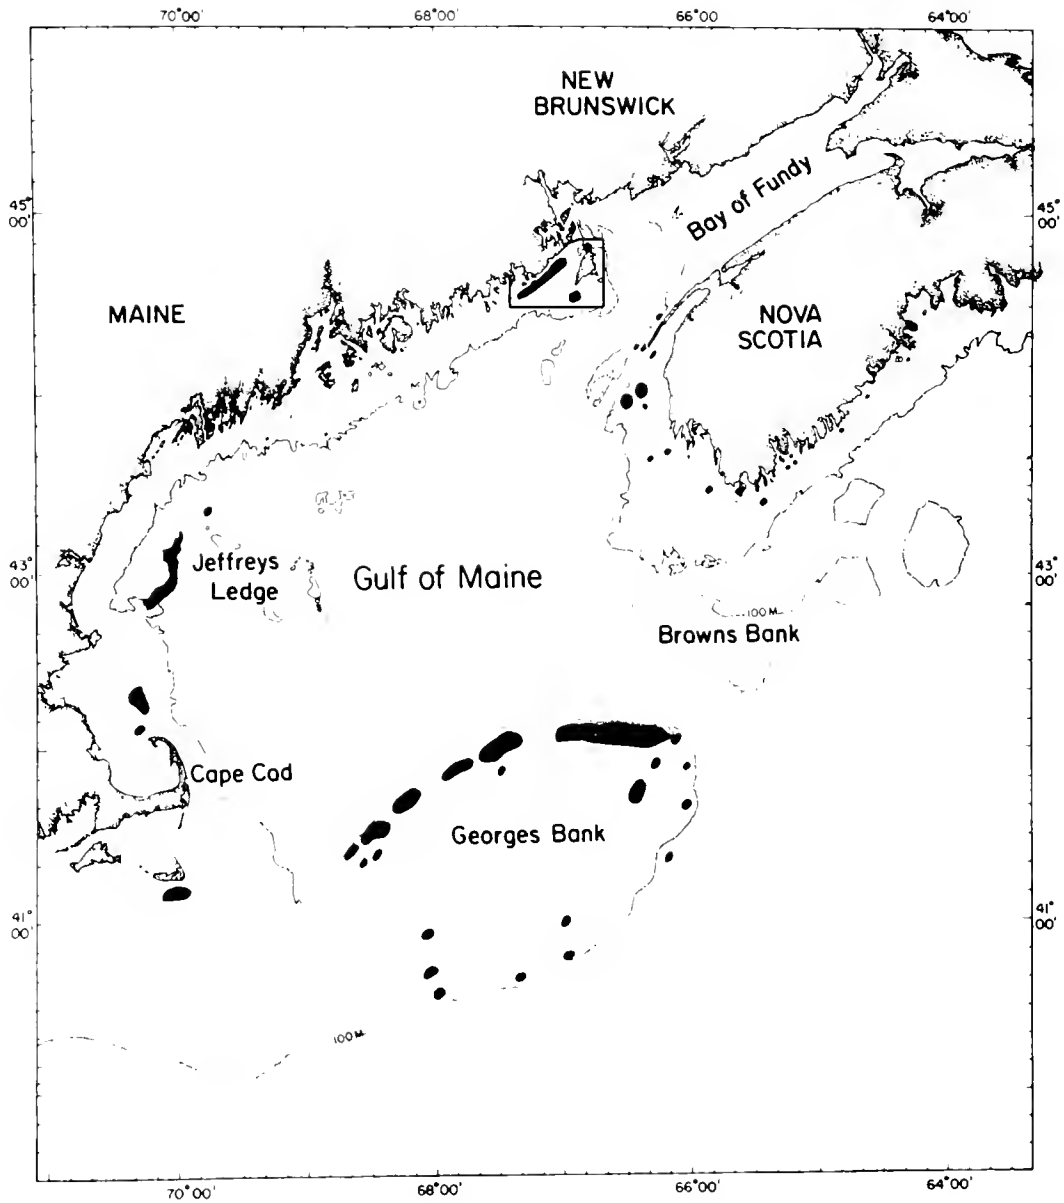 70°00'
68°00'
66°00'
64°00'
NEW
BRUNSWICK
45°
00'
45°
00'
Bay of Fundy
MAINE
NOVA
SCOTIA
43°
00'
Jeffreys
Ledge
Gulf of Maine
43°
00'
100M
Browns Bank
Cape Cod
Georges Bank
41°
00'
41°
00'
100M
70°00'
68°00'
66°00'
64°00'